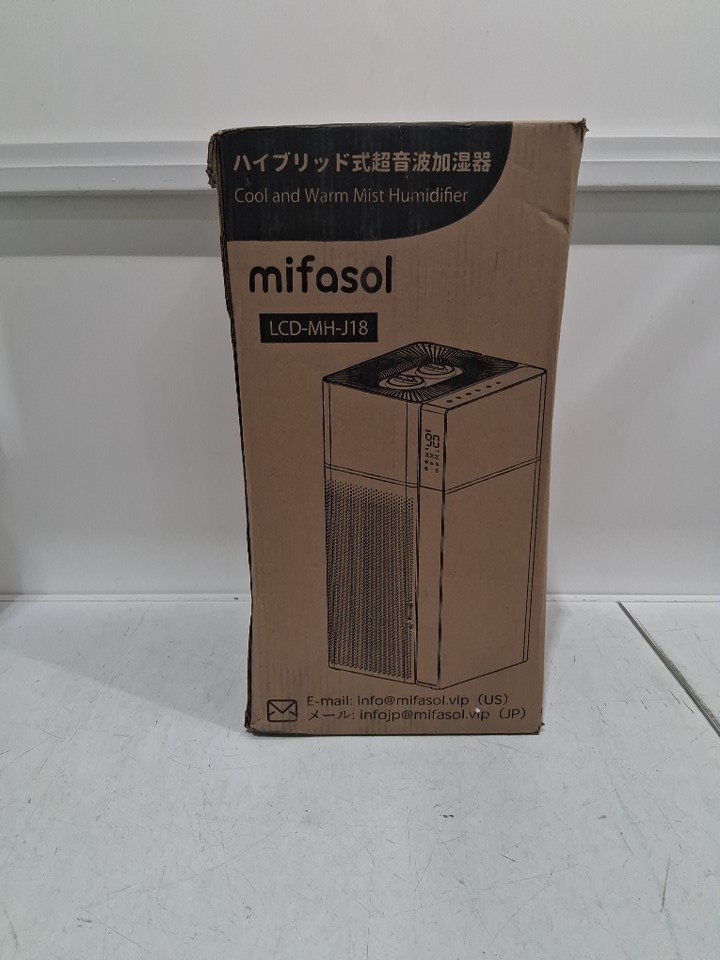 ハイブリッド式超音波加湿器
Cool and Warm Mist Humidifier
mifasol
LCD-MH-J18
90
E-mail: info@mifasol.vip (US)
メール: infojp@mifasol.vip (JP)